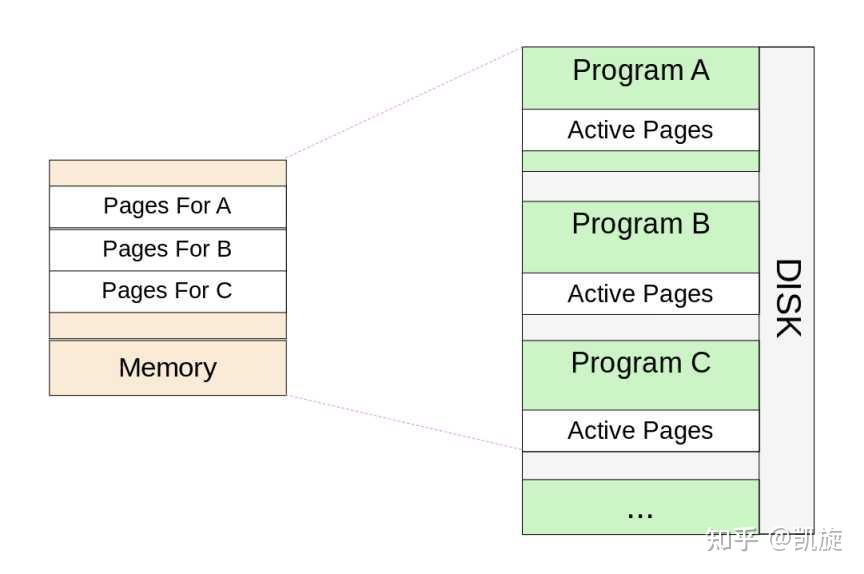 Pages For A
Pages For B
Pages For C
Memory
Program A
Active Pages
Program B
Active Pages
Program C
Active Pages
...
DISK
知乎 @凯旋